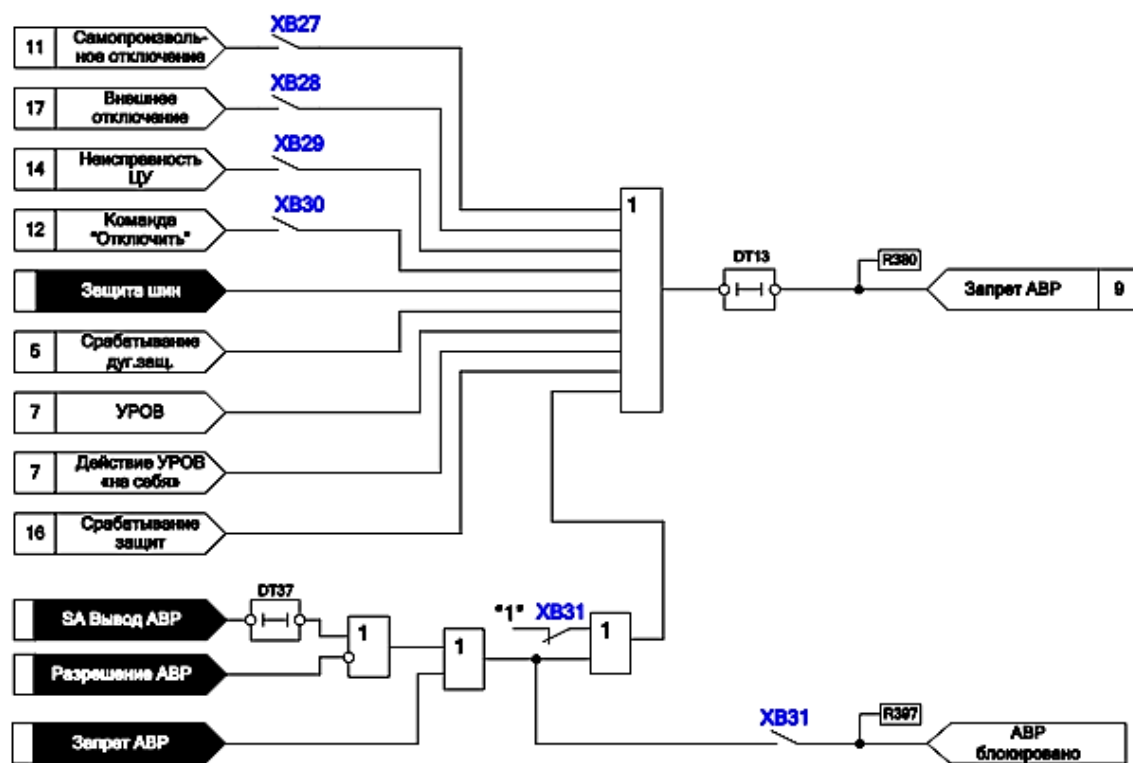 XB27
11 Самопроизволь-
ное отключение
XB28
17 Внешнее
отключение
XB29
14 Неисправность
ЦУ
XB30
12 Команда
"Отключить"
1
Защита шин
DT13
R380
Запрет АВР 9
5 Срабатывание
дуг.защ.
7 УРОВ
7 Действие УРОВ
«на себя»
16 Срабатывание
защит
DT37
SA Вывод АВР
1
"1" XB31
1
1
Разрешение АВР
Запрет АВР
XB31
R397
АВР
блокировано